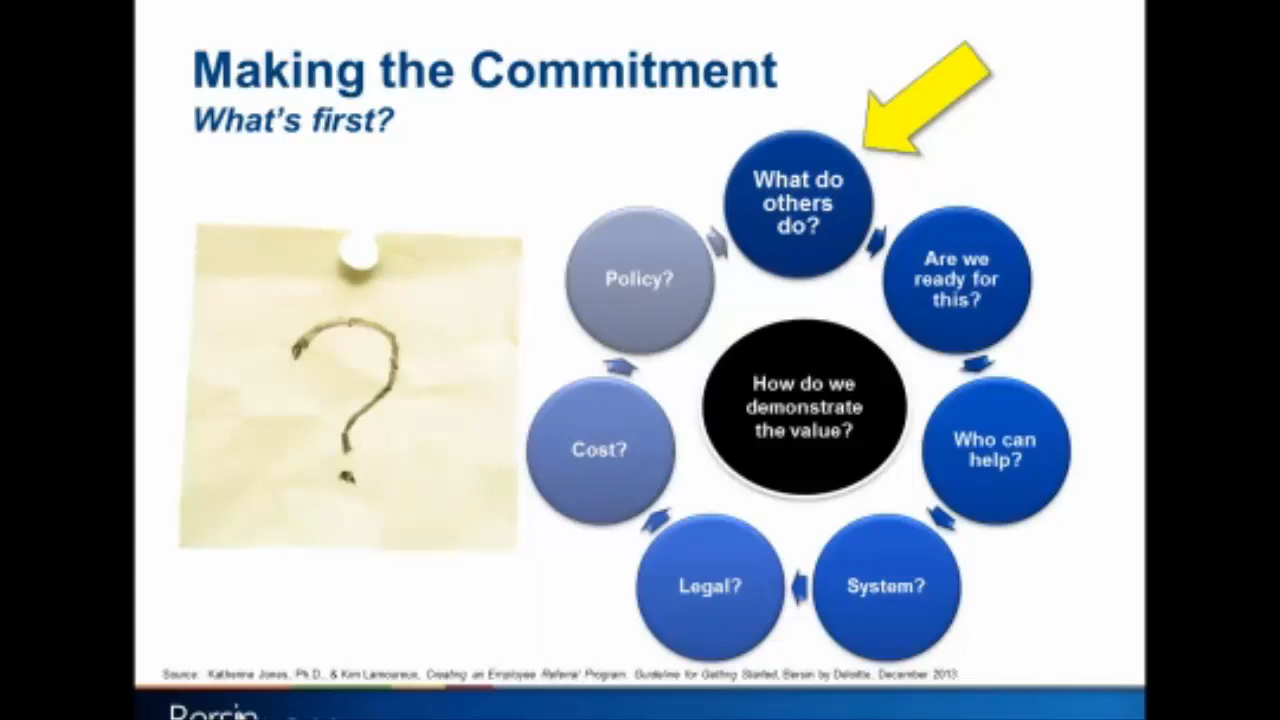 Making the Commitment
What's first?
What do
others
do?
Are we
ready for
this?
Who can
help?
System?
Legal?
Cost?
Policy?
How do we
demonstrate
the value?
?
Source: Katherine Jones, Ph.D., & Kim Lamoureux, Creating an Employee Referral Program: Guideline for Getting Started, Bersin by Deloitte, December 2013
Bersin